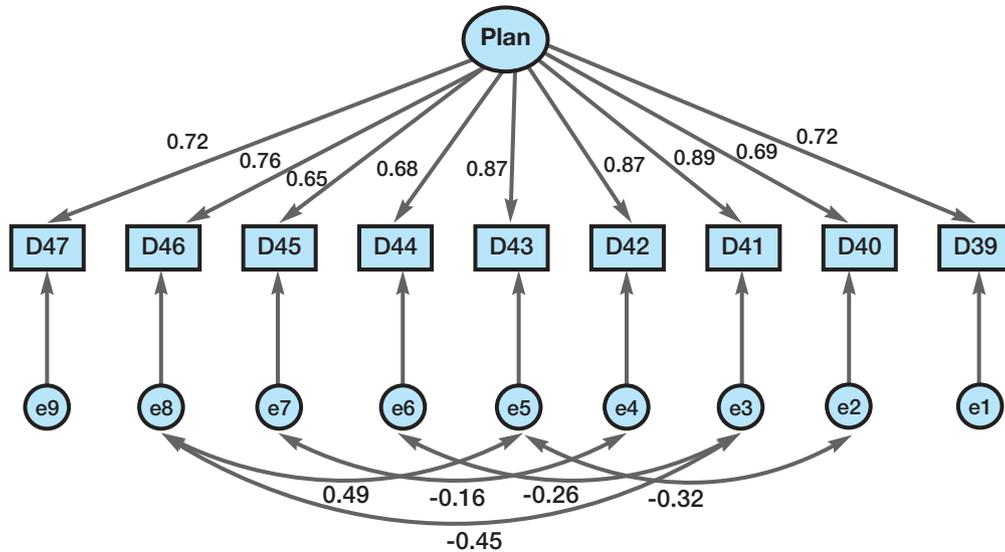 Plan
0.72
0.76
0.65
0.68
0.87
0.87
0.89
0.69
0.72
D47
D46
D45
D44
D43
D42
D41
D40
D39
e9
e8
e7
e6
e5
e4
e3
e2
e1
0.49
-0.16
-0.26
-0.32
-0.45